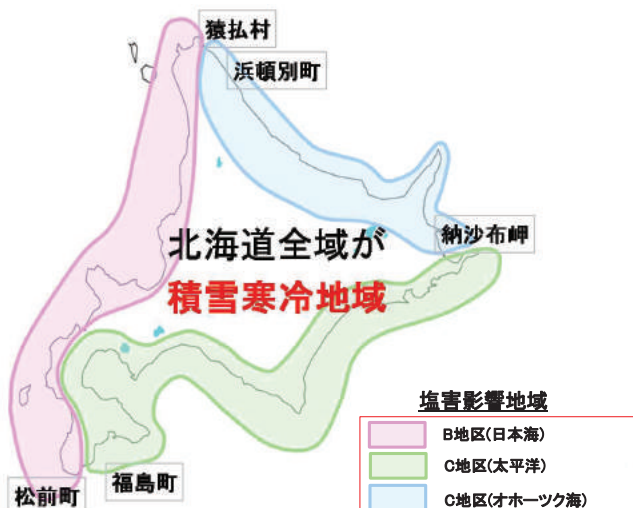 猿払村
浜頓別町
北海道全域が
納沙布岬
積雪寒冷地域
塩害影響地域
B地区(日本海)
C地区(太平洋)
福島町
松前町
C地区(オホーツク海)